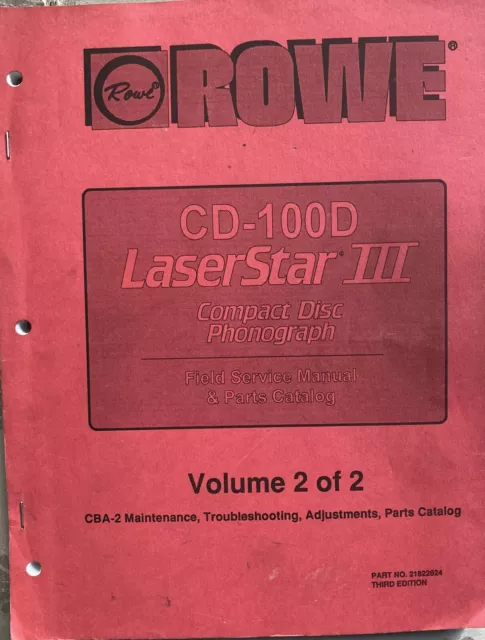 Rowe®
ROWE®
CD-100D
LaserStar® III
Compact Disc
Phonograph
Field Service Manual
& Parts Catalog
Volume 2 of 2
CBA-2 Maintenance, Troubleshooting, Adjustments, Parts Catalog
PART NO. 21822924
THIRD EDITION